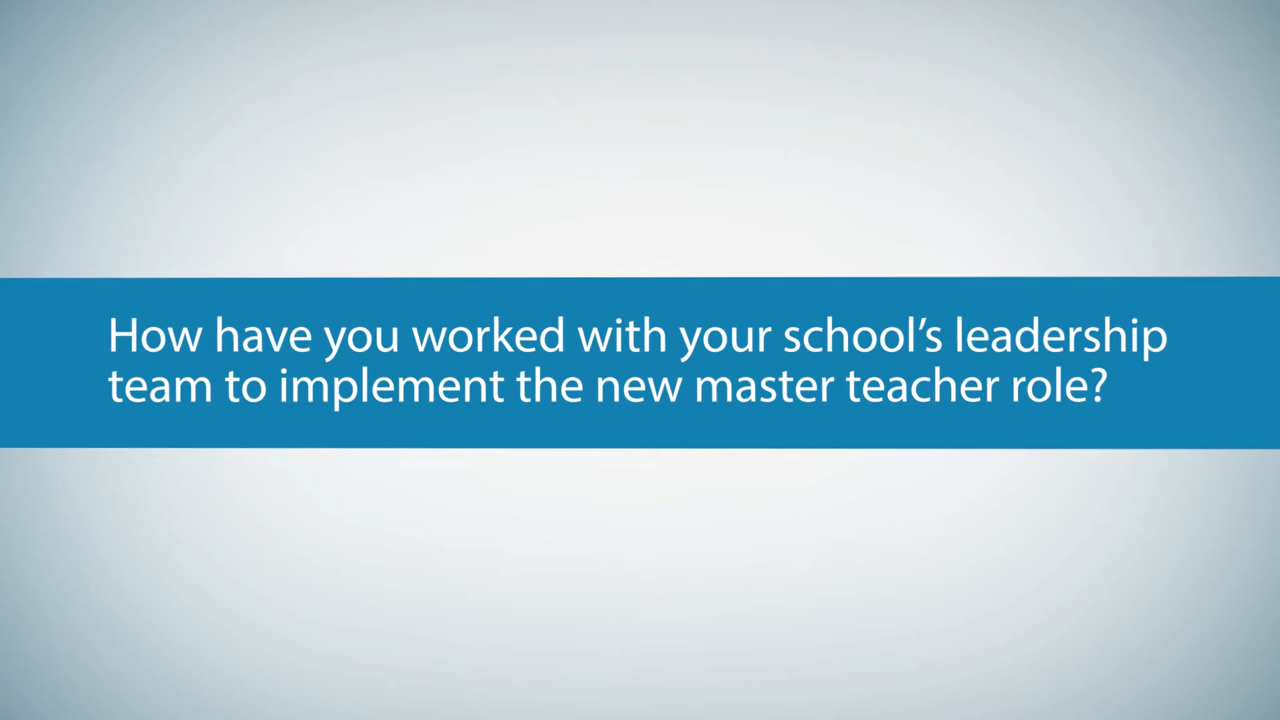 How have you worked with your school’s leadership
team to implement the new master teacher role?